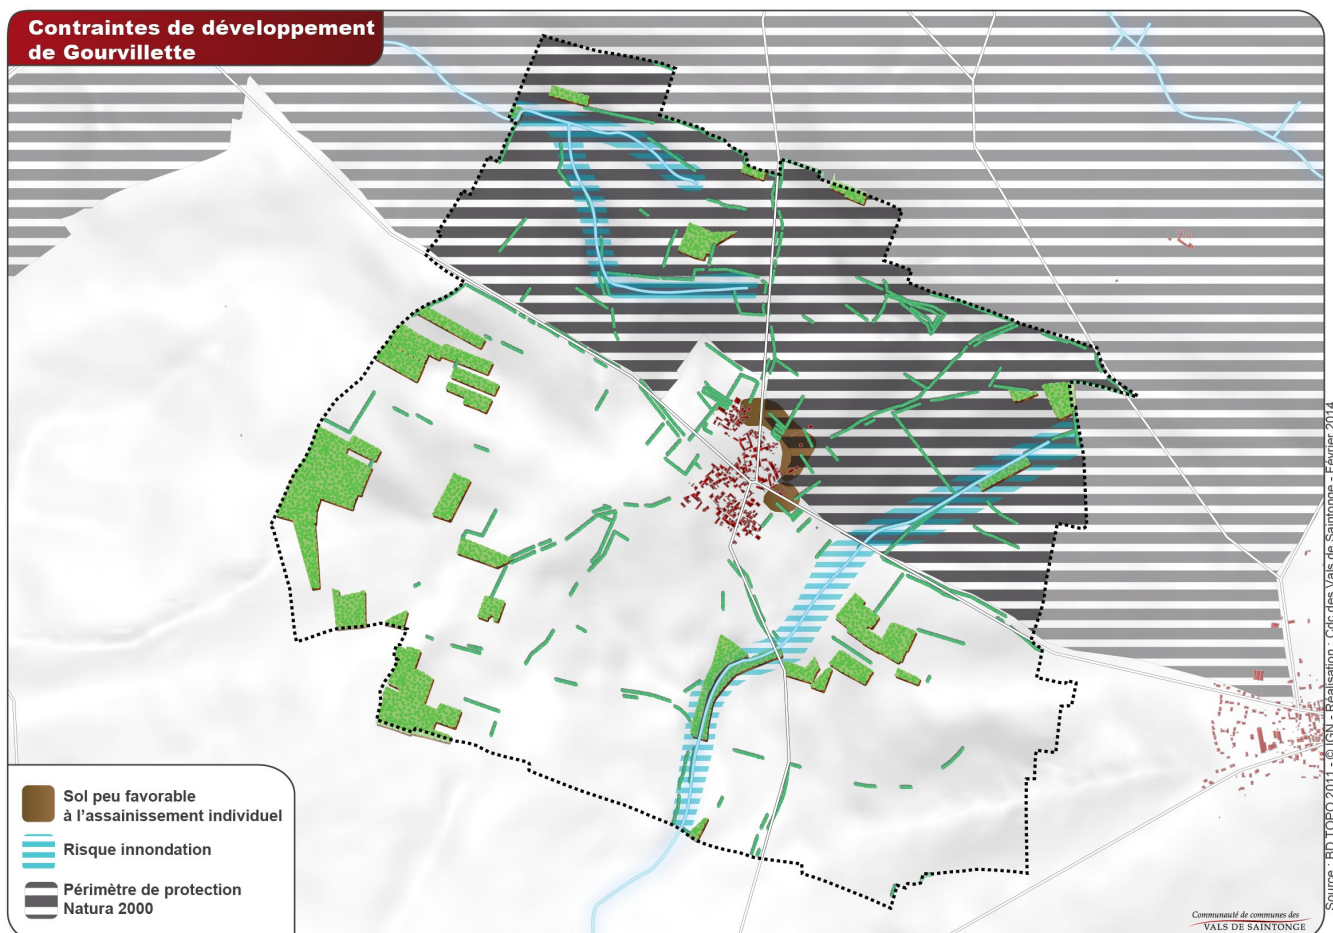 Contraintes de développement
de Gourvillette
Sol peu favorable
à l'assainissement individuel
Risque innondation
Périmètre de protection
Natura 2000
Source : BD TOPO 2011 - © IGN - Réalisation : Cdc des Vals de Saintonge - Février 2014
Communauté de communes des
VALS DE SAINTONGE